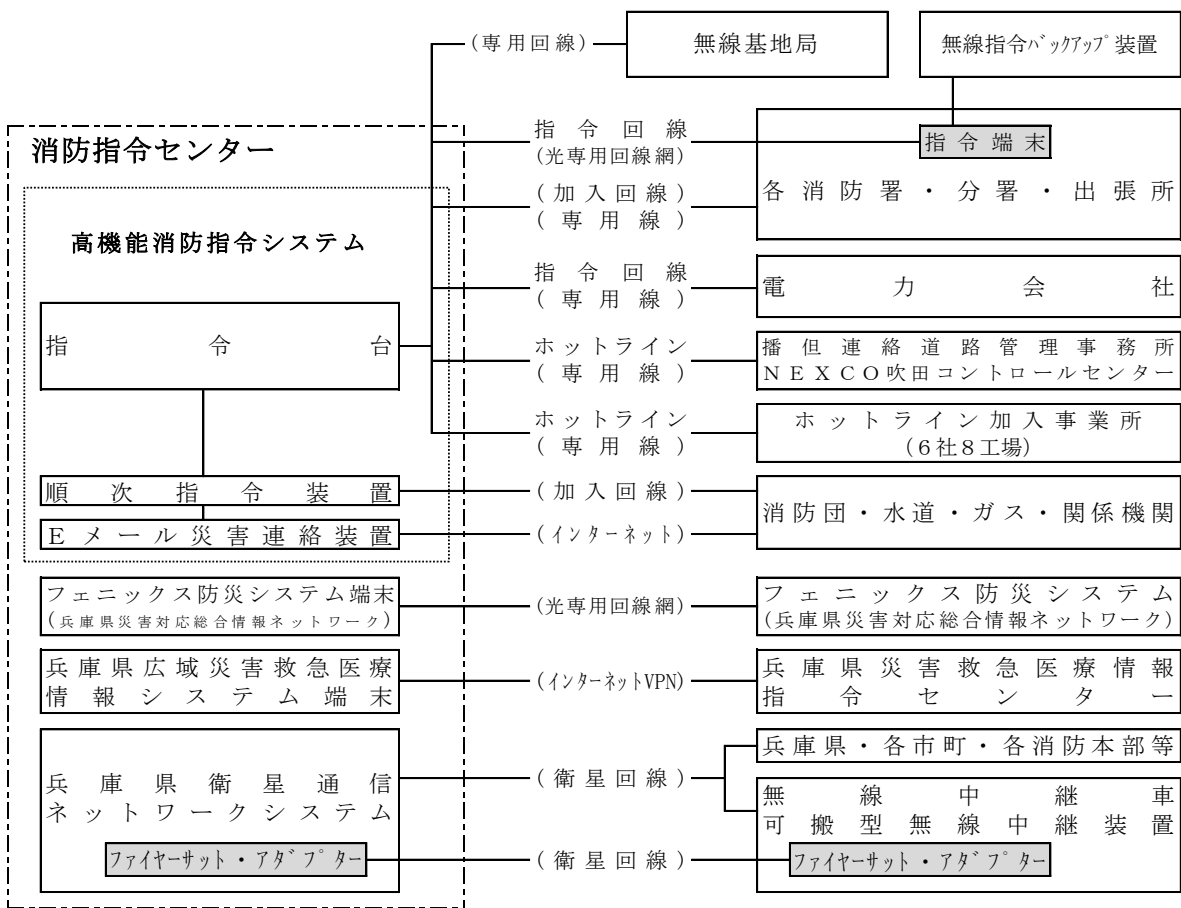 (専用回線)
無線基地局
無線指令バックアップ装置
消防指令センター
指令回線
(光専用回線網)
指令端末
(加入回線)
(専用線)
各消防署・分署・出張所
高機能消防指令システム
指令回線
(専用線)
電力会社
指令台
ホットライン
(専用線)
播但連絡道路管理事務所
NEXCO吹田コントロールセンター
ホットライン
(専用線)
ホットライン加入事業所
(6社8工場)
順次指令装置
(加入回線)
Eメール災害連絡装置
(インターネット)
消防団・水道・ガス・関係機関
フェニックス防災システム端末
(兵庫県災害対応総合情報ネットワーク)
(光専用回線網)
フェニックス防災システム
(兵庫県災害対応総合情報ネットワーク)
兵庫県広域災害救急医療
情報システム端末
(インターネットVPN)
兵庫県災害救急医療情報
指令センター
兵庫県・各市町・各消防本部等
兵庫県衛星通信
ネットワークシステム
(衛星回線)
無線中継車
可搬型無線中継装置
ファイヤーサット・アダプター
(衛星回線)
ファイヤーサット・アダプター